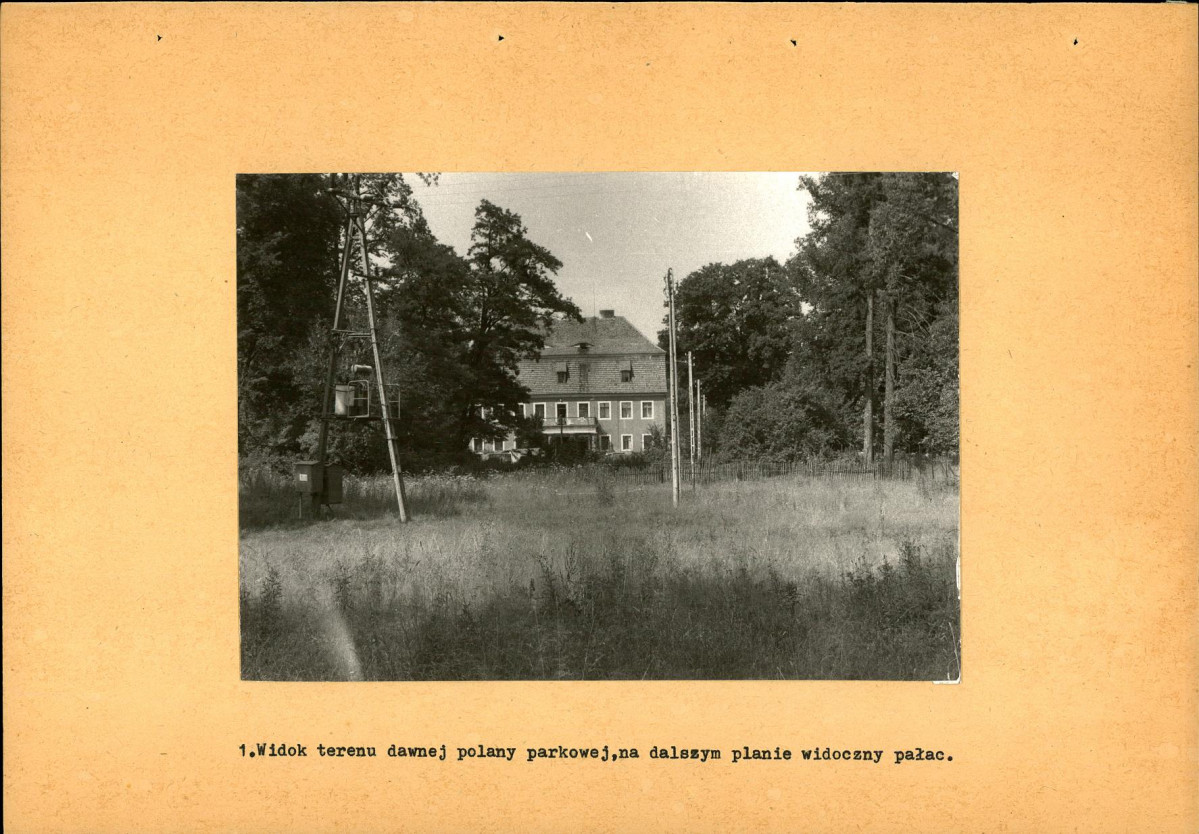 1.Widok terenu dawnej polany parkowej,na dalszym planie widoczny pałac.